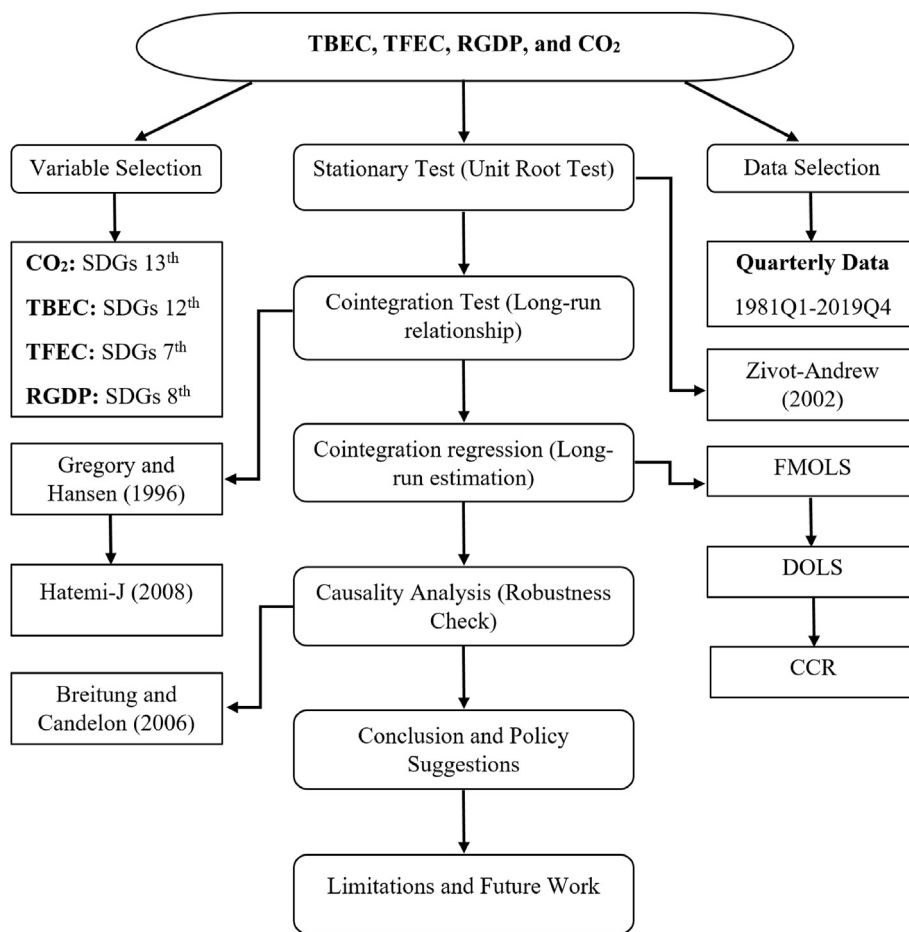 TBEC, TFEC, RGDP, and CO₂
Variable Selection
Stationary Test (Unit Root Test)
Data Selection
CO₂: SDGs 13th
TBEC: SDGs 12th
TFEC: SDGs 7th
RGDP: SDGs 8th
Cointegration Test (Long-run
relationship)
Quarterly Data
1981Q1-2019Q4
Zivot-Andrew
(2002)
Gregory and
Hansen (1996)
Cointegration regression (Long-
run estimation)
FMOLS
Hatemi-J (2008)
Causality Analysis (Robustness
Check)
DOLS
CCR
Breitung and
Candelon (2006)
Conclusion and Policy
Suggestions
Limitations and Future Work